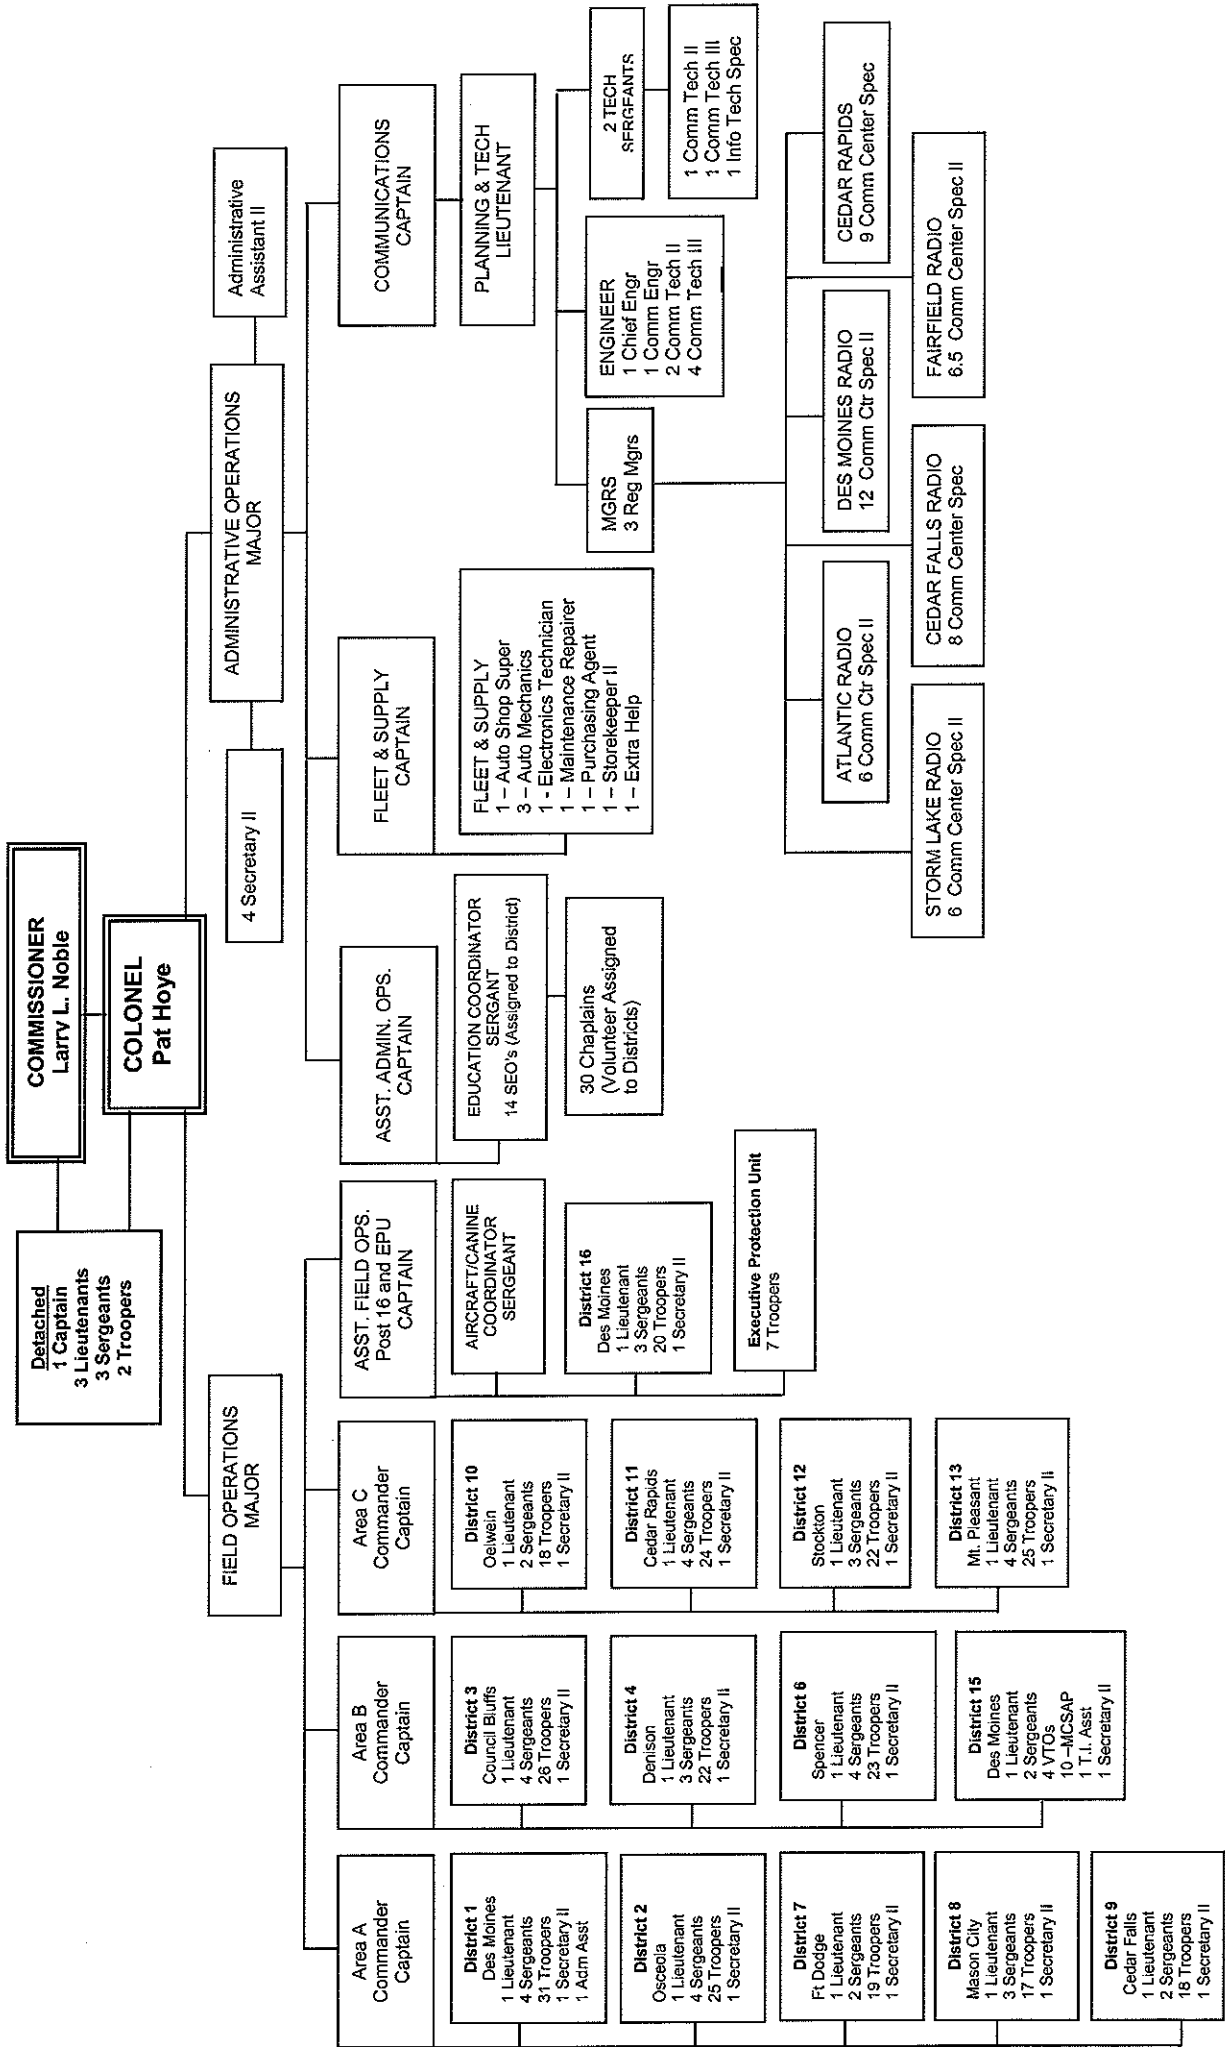 COMMISSIONER
Larry L. Noble
COLONEL
Pat Hoye
Detached
1 Captain
3 Lieutenants
3 Sergeants
2 Troopers
FIELD OPERATIONS
MAJOR
ADMINISTRATIVE OPERATIONS
MAJOR
4 Secretary II
Administrative
Assistant II
Area A
Commander
Captain
District 1
Des Moines
1 Lieutenant
4 Sergeants
31 Troopers
1 Secretary II
1 Adm Asst
District 2
Osceola
1 Lieutenant
4 Sergeants
25 Troopers
1 Secretary II
District 7
Ft Dodge
1 Lieutenant
2 Sergeants
19 Troopers
1 Secretary II
District 8
Mason City
1 Lieutenant
3 Sergeants
17 Troopers
1 Secretary II
District 9
Cedar Falls
1 Lieutenant
2 Sergeants
18 Troopers
1 Secretary II
Area B
Commander
Captain
District 3
Council Bluffs
1 Lieutenant
4 Sergeants
26 Troopers
1 Secretary II
District 4
Denison
1 Lieutenant
3 Sergeants
22 Troopers
1 Secretary II
District 6
Spencer
1 Lieutenant
4 Sergeants
23 Troopers
1 Secretary II
District 15
Des Moines
1 Lieutenant
2 Sergeants
4 VTOs
10 –MCSAP
1 T.I. Asst
1 Secretary II
Area C
Commander
Captain
District 10
Oelwein
1 Lieutenant
2 Sergeants
18 Troopers
1 Secretary II
District 11
Cedar Rapids
1 Lieutenant
4 Sergeants
24 Troopers
1 Secretary II
District 12
Stockton
1 Lieutenant
3 Sergeants
22 Troopers
1 Secretary II
District 13
Mt. Pleasant
1 Lieutenant
4 Sergeants
25 Troopers
1 Secretary II
ASST. FIELD OPS.
Post 16 and EPU
CAPTAIN
AIRCRAFT/CANINE
COORDINATOR
SERGEANT
District 16
Des Moines
1 Lieutenant
3 Sergeants
20 Troopers
1 Secretary II
Executive Protection Unit
7 Troopers
ASST. ADMIN. OPS.
CAPTAIN
EDUCATION COORDINATOR
SERGANT
14 SEO's (Assigned to District)
30 Chaplains
(Volunteer Assigned
to Districts)
FLEET & SUPPLY
CAPTAIN
FLEET & SUPPLY
1 – Auto Shop Super
3 – Auto Mechanics
1 - Electronics Technician
1 – Maintenance Repairer
1 – Purchasing Agent
1 – Storekeeper II
1 – Extra Help
COMMUNICATIONS
CAPTAIN
PLANNING & TECH
LIEUTENANT
MGRS
3 Reg Mgrs
ENGINEER
1 Chief Engr
1 Comm Engr
2 Comm Tech II
4 Comm Tech III
2 TECH
SERGEANTS
1 Comm Tech II
1 Comm Tech III
1 Info Tech Spec
STORM LAKE RADIO
6 Comm Center Spec II
ATLANTIC RADIO
6 Comm Ctr Spec II
CEDAR FALLS RADIO
8 Comm Center Spec
DES MOINES RADIO
12 Comm Ctr Spec II
FAIRFIELD RADIO
6.5 Comm Center Spec II
CEDAR RAPIDS
9 Comm Center Spec